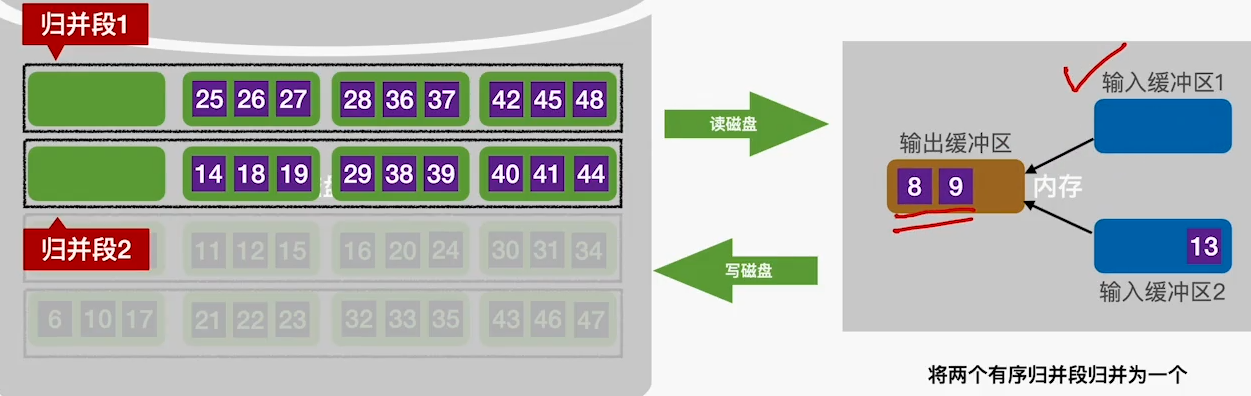 归并段1
25 26 27 28 36 37 42 45 48
14 18 19 29 38 39 40 41 44
归并段2
11 12 15 16 20 24 30 31 34
6 10 17 21 22 23 32 33 35 43 46 47
读磁盘
写磁盘
输入缓冲区1
输出缓冲区
8 9
内存
13
输入缓冲区2
将两个有序归并段归并为一个